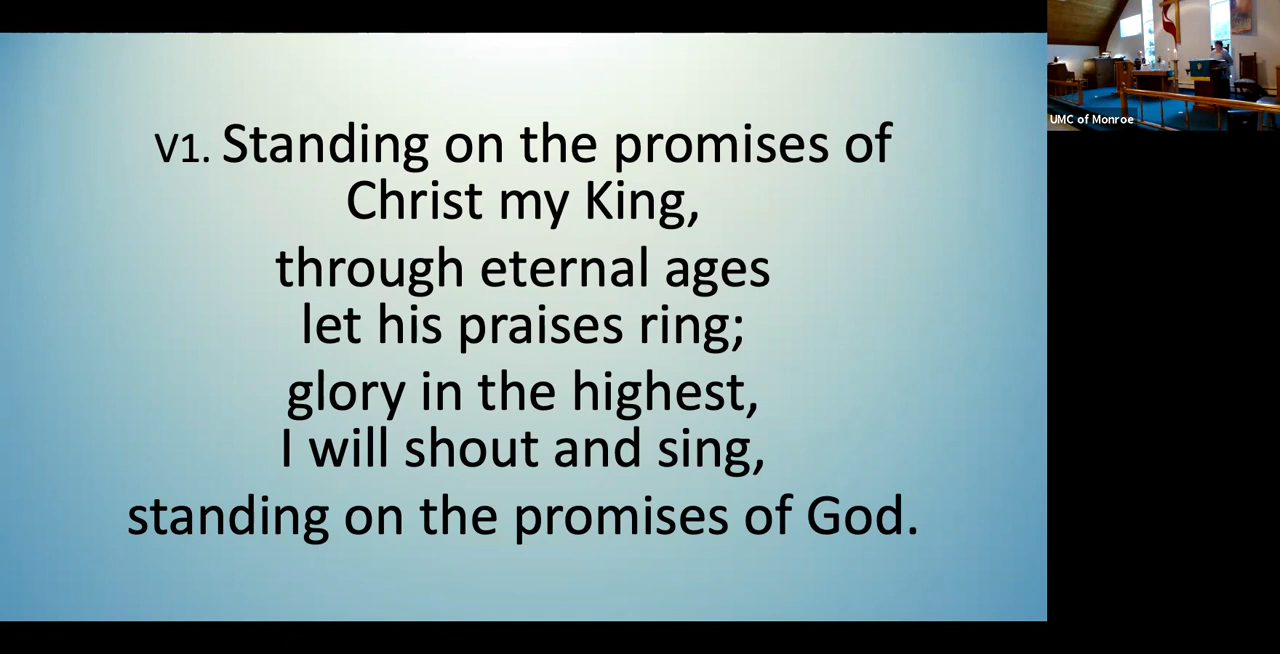 V1. Standing on the promises of
Christ my King,
through eternal ages
let his praises ring;
glory in the highest,
I will shout and sing,
standing on the promises of God.
UMC of Monroe